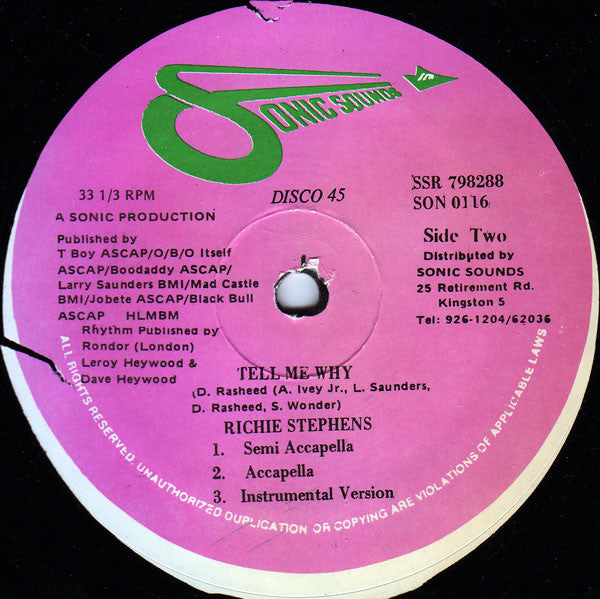 SONIC SOUNDS
33 1/3 RPM
DISCO 45
SSR 798288
SON 0116
A SONIC PRODUCTION
Published by
T Boy ASCAP/O/B/O Itself
ASCAP/Boodaddy ASCAP/
Larry Saunders BMI/Mad Castle
BMI/Jobete ASCAP/Black Bull
ASCAP HLMBM
Rhythm Published by
Rondor (London)
Leroy Heywood &
Dave Heywood
Side Two
Distributed by
SONIC SOUNDS
25 Retirement Rd.
Kingston 5
Tel: 926-1204/62036
TELL ME WHY
(D. Rasheed (A. Ivey Jr., L. Saunders,
D. Rasheed, S. Wonder)
RICHIE STEPHENS
1. Semi Accapella
2. Accapella
3. Instrumental Version
ALL RIGHTS RESERVED. UNAUTHORIZED DUPLICATION OR COPYING ARE VIOLATIONS OF APPLICABLE LAWS